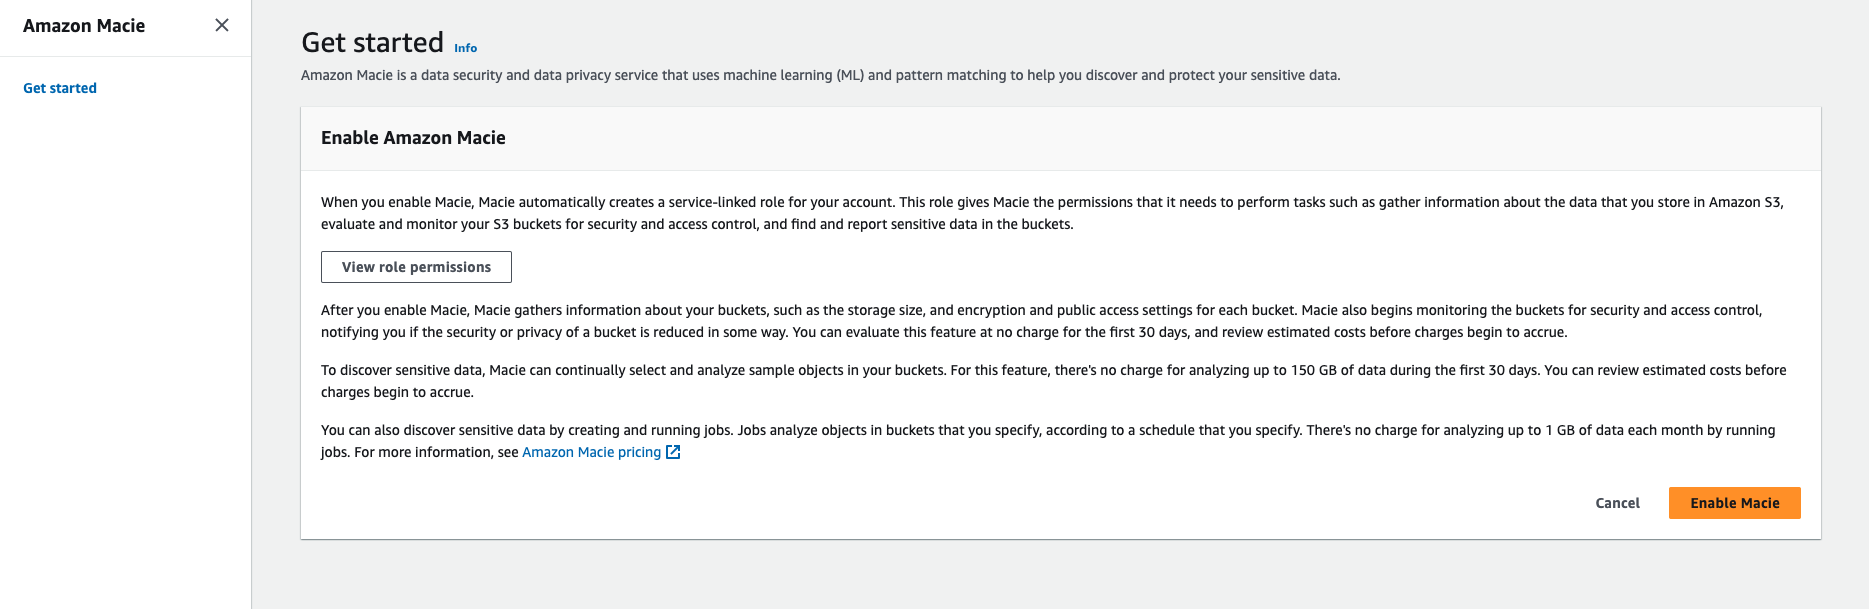 Amazon Macie
Get started
Get started Info
Amazon Macie is a data security and data privacy service that uses machine learning (ML) and pattern matching to help you discover and protect your sensitive data.
Enable Amazon Macie
When you enable Macie, Macie automatically creates a service-linked role for your account. This role gives Macie the permissions that it needs to perform tasks such as gather information about the data that you store in Amazon S3,
evaluate and monitor your S3 buckets for security and access control, and find and report sensitive data in the buckets.
View role permissions
After you enable Macie, Macie gathers information about your buckets, such as the storage size, and encryption and public access settings for each bucket. Macie also begins monitoring the buckets for security and access control,
notifying you if the security or privacy of a bucket is reduced in some way. You can evaluate this feature at no charge for the first 30 days, and review estimated costs before charges begin to accrue.
To discover sensitive data, Macie can continually select and analyze sample objects in your buckets. For this feature, there's no charge for analyzing up to 150 GB of data during the first 30 days. You can review estimated costs before
charges begin to accrue.
You can also discover sensitive data by creating and running jobs. Jobs analyze objects in buckets that you specify, according to a schedule that you specify. There's no charge for analyzing up to 1 GB of data each month by running
jobs. For more information, see Amazon Macie pricing
Cancel Enable Macie